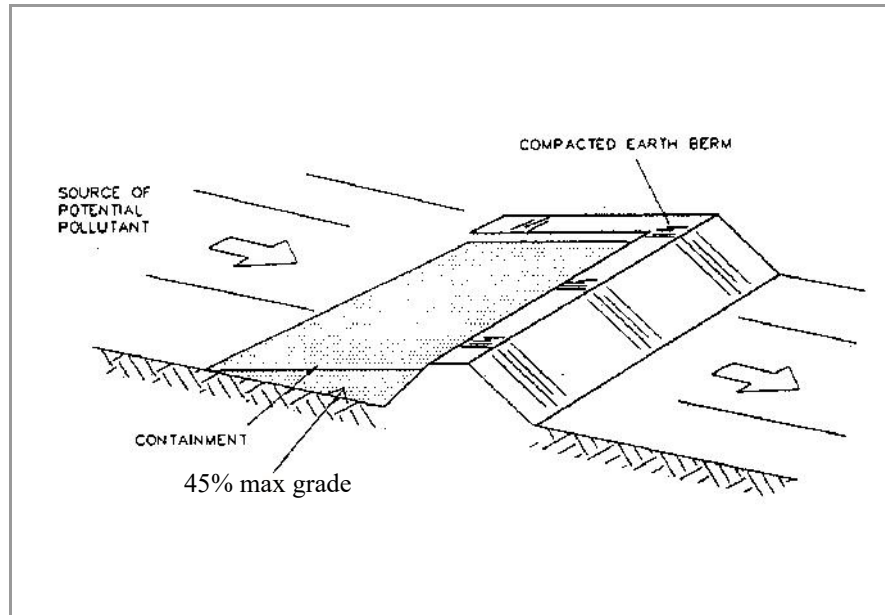 COMPACTED EARTH BERM
SOURCE OF
POTENTIAL
POLLUTANT
CONTAINMENT
45% max grade